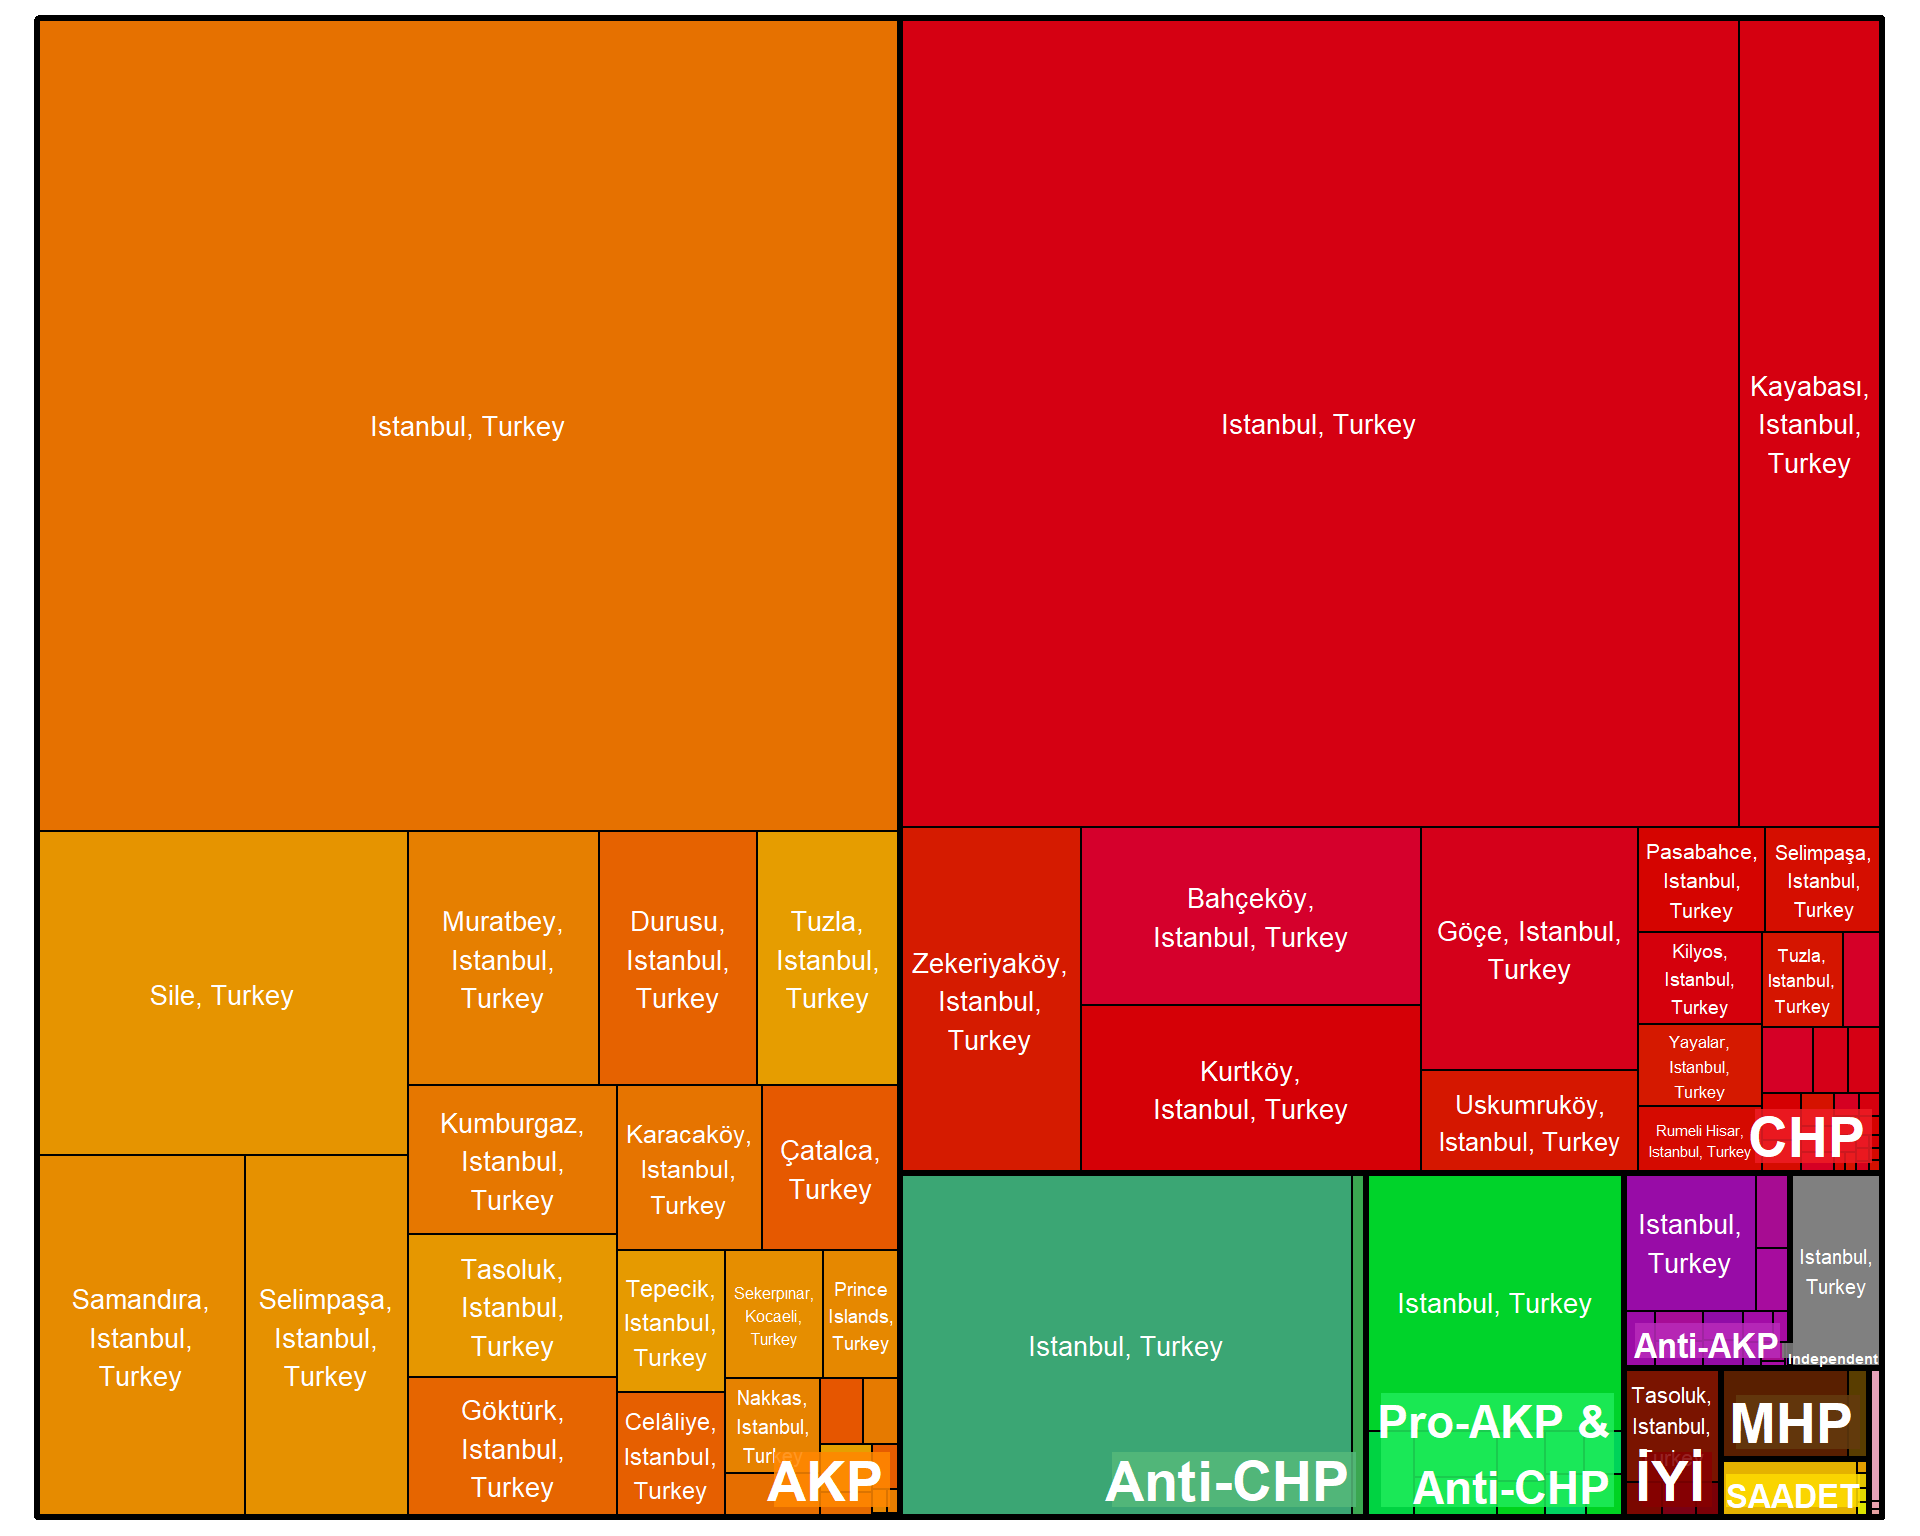 Istanbul, Turkey
Sile, Turkey
Samandıra,
Istanbul,
Turkey
Selimpaşa,
Istanbul,
Turkey
Muratbey,
Istanbul,
Turkey
Durusu,
Istanbul,
Turkey
Tuzla,
Istanbul,
Turkey
Kumburgaz,
Istanbul,
Turkey
Karacaköy,
Istanbul,
Turkey
Çatalca,
Turkey
Tasoluk,
Istanbul,
Turkey
Göktürk,
Istanbul,
Turkey
Tepecik,
Istanbul,
Turkey
Celâliye,
Istanbul,
Turkey
Sekerpınar,
Kocaeli,
Turkey
Prince
Islands,
Turkey
Nakkas,
Istanbul,
Turkey
AKP
Istanbul, Turkey
Kayabası,
Istanbul,
Turkey
Zekeriyaköy,
Istanbul,
Turkey
Bahçeköy,
Istanbul, Turkey
Kurtköy,
Istanbul, Turkey
Göçe, Istanbul,
Turkey
Uskumruköy,
Istanbul, Turkey
Pasabahce,
Istanbul,
Turkey
Selimpaşa,
Istanbul,
Turkey
Kilyos,
Istanbul,
Turkey
Tuzla,
Istanbul,
Turkey
Yayalar,
Istanbul,
Turkey
Rumeli Hisar,
Istanbul, Turkey
CHP
Istanbul, Turkey
Anti-CHP
Istanbul, Turkey
Pro-AKP &
Anti-CHP
Istanbul,
Turkey
Anti-AKP
Istanbul,
Turkey
Independent
Tasoluk,
Istanbul,
Turkey
İYİ
MHP
SAADET